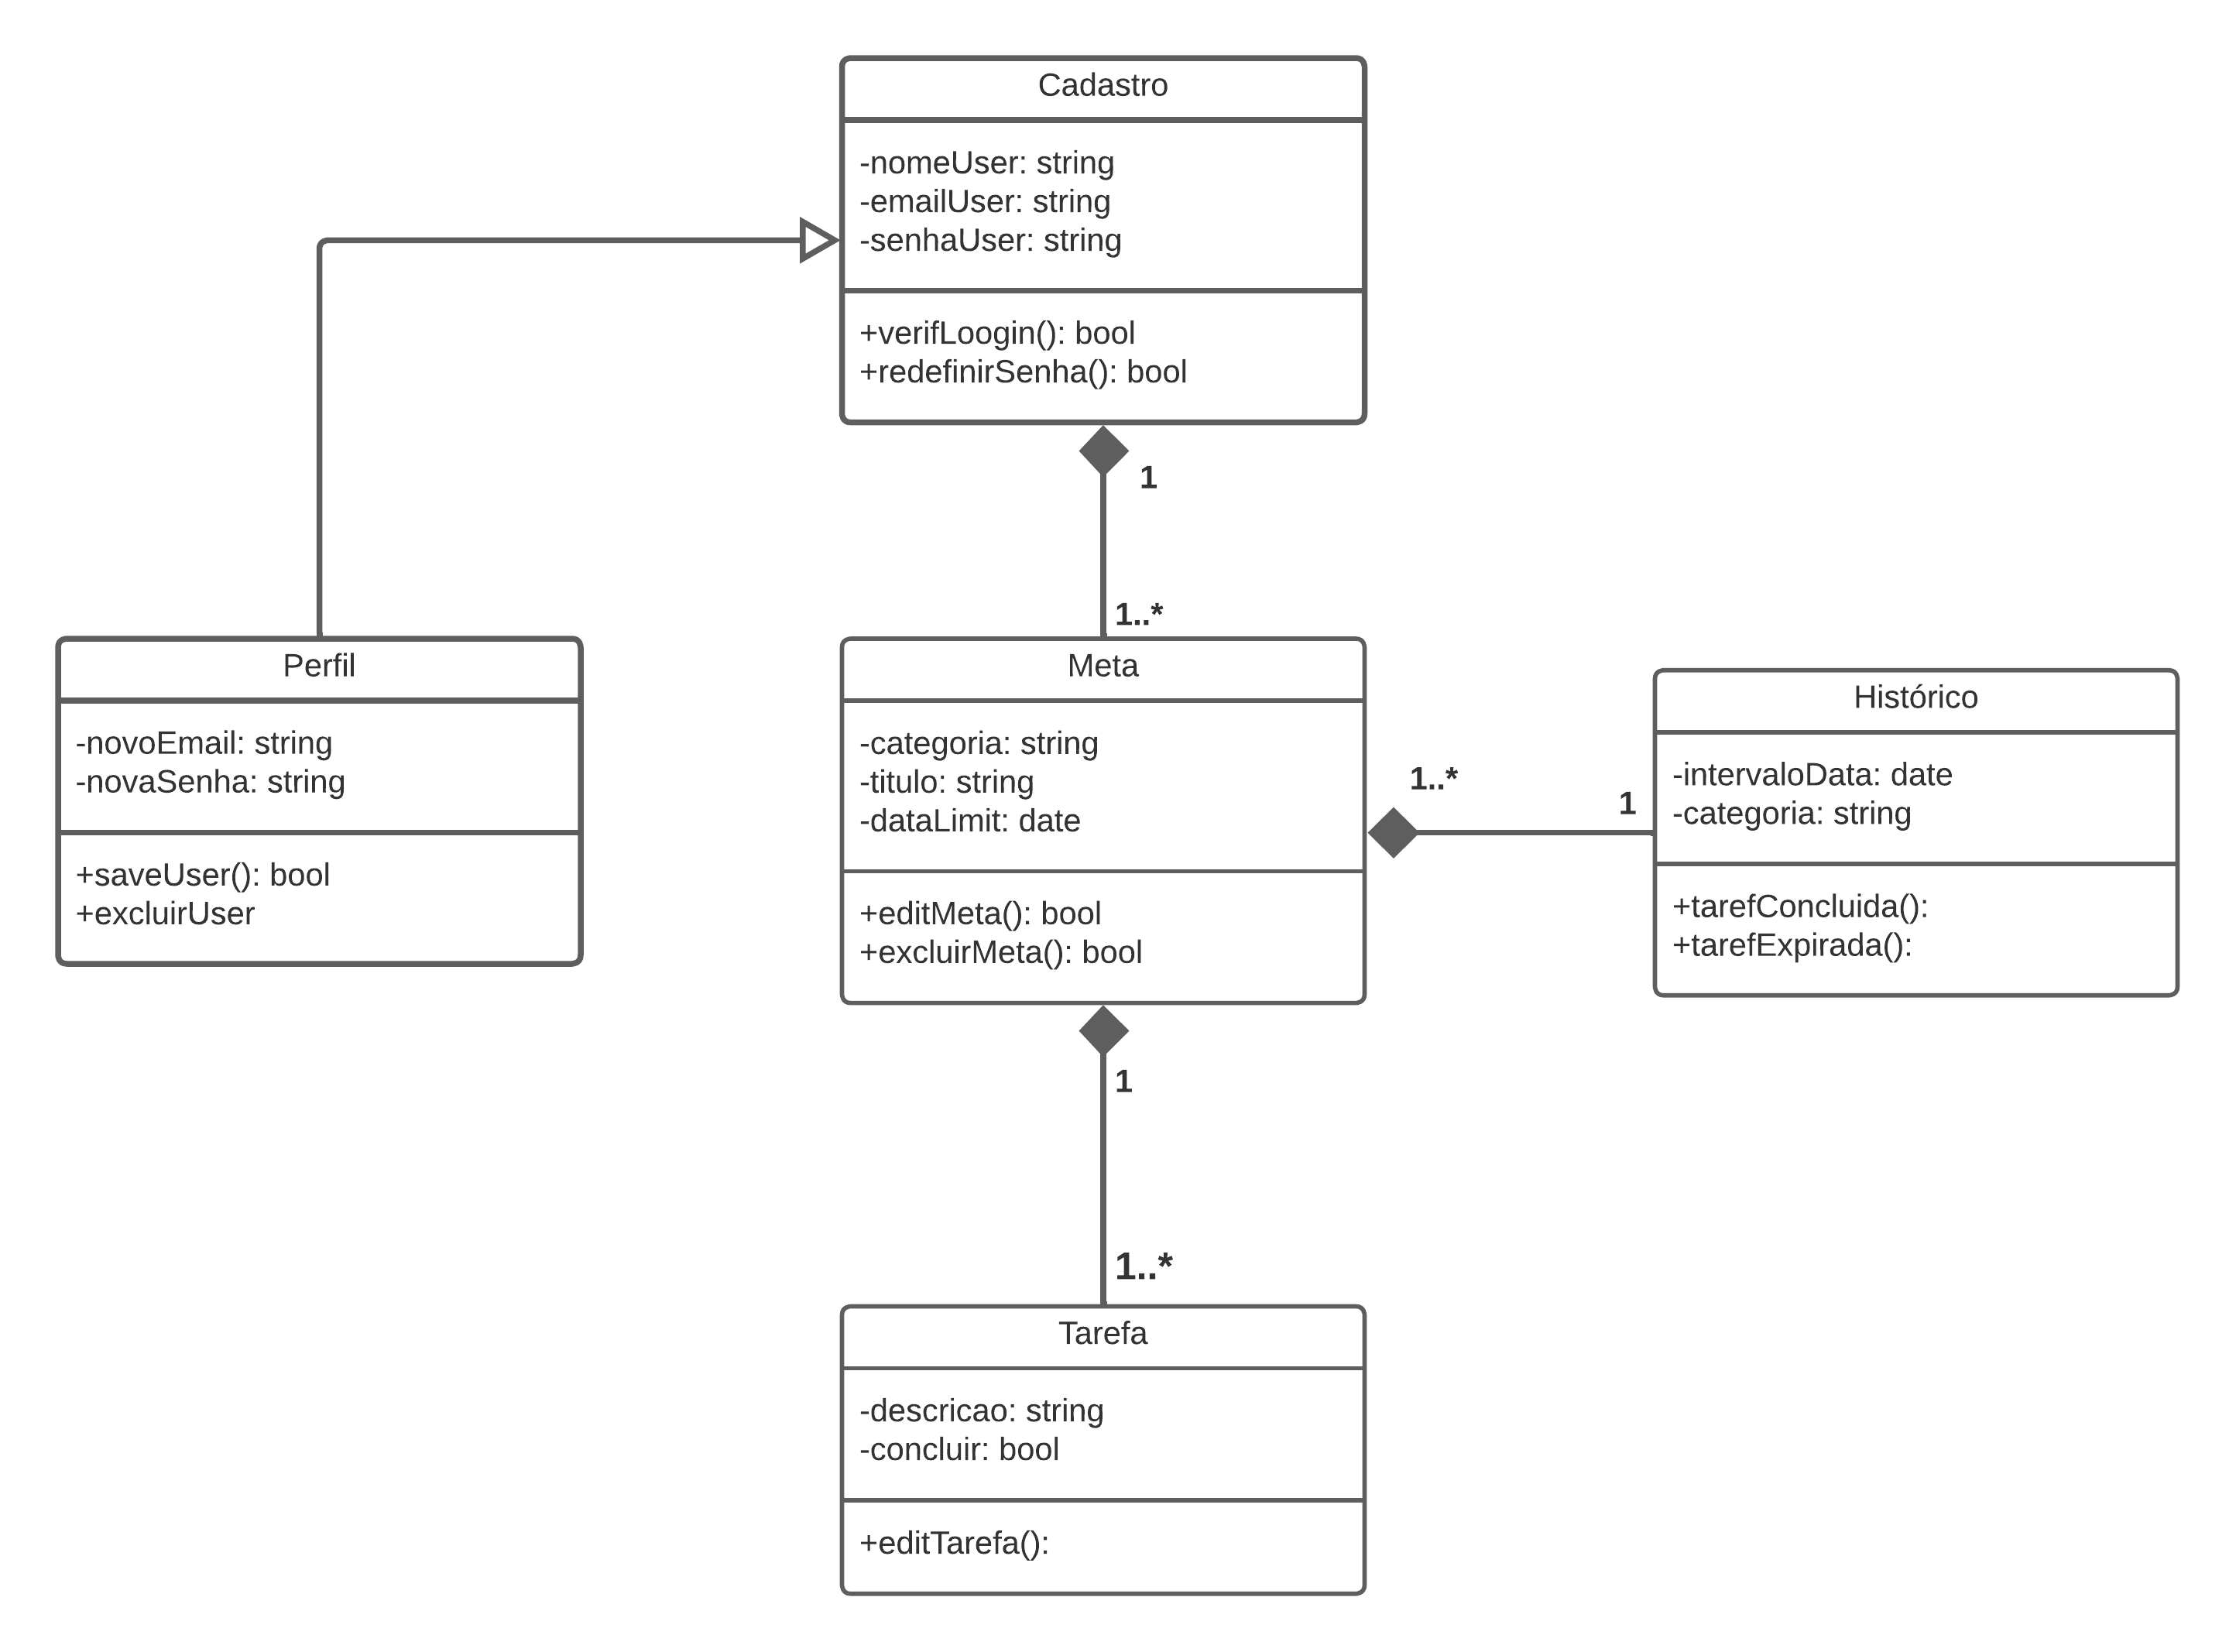 Cadastro
-nomeUser: string
-emailUser: string
-senhaUser: string
+verifLoogin(): bool
+redefinirSenha(): bool
1
1..*
Perfil
-novoEmail: string
-novaSenha: string
+saveUser(): bool
+excluirUser
Meta
-categoria: string
-titulo: string
-dataLimit: date
+editMeta(): bool
+excluirMeta(): bool
1..*
1
Histórico
-intervaloData: date
-categoria: string
+tarefConcluida():
+tarefExpirada():
1
1..*
Tarefa
-descricao: string
-concluir: bool
+editTarefa():